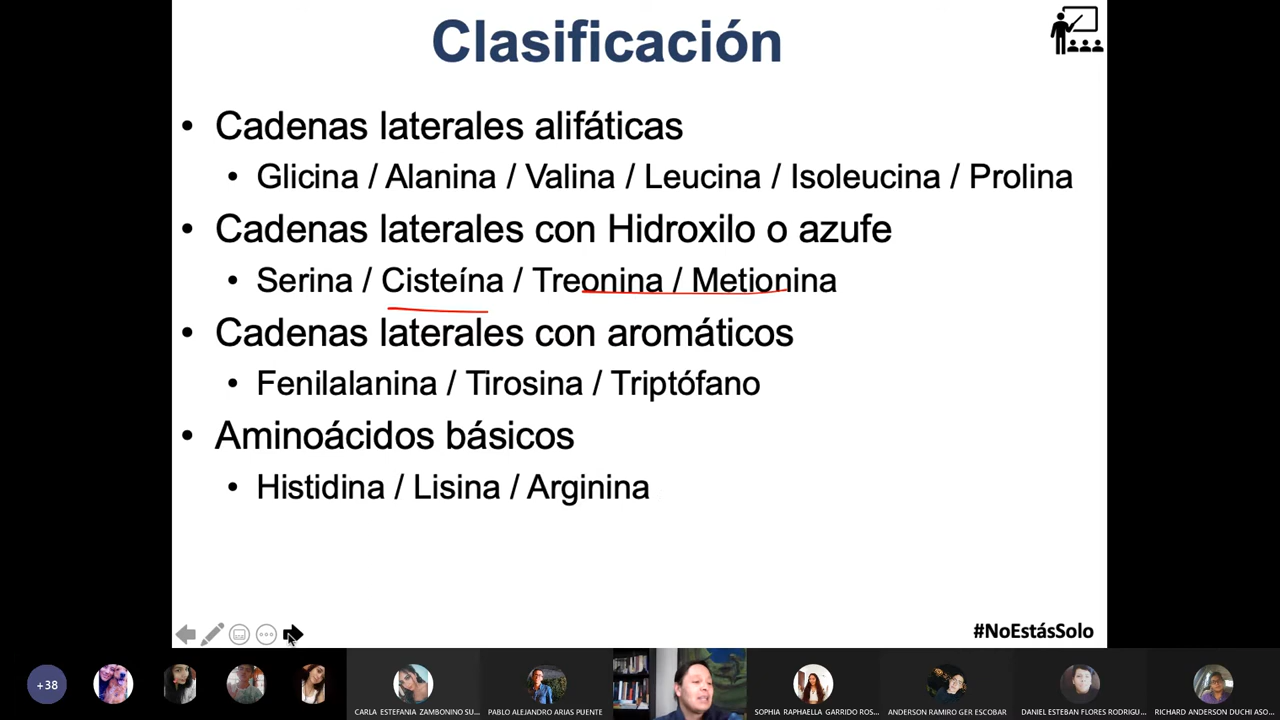 Clasificación
• Cadenas laterales alifáticas
• Glicina / Alanina / Valina / Leucina / Isoleucina / Prolina
• Cadenas laterales con Hidroxilo o azufe
• Serina / Cisteína / Treonina / Metionina
• Cadenas laterales con aromáticos
• Fenilalanina / Tirosina / Triptófano
• Aminoácidos básicos
• Histidina / Lisina / Arginina
#NoEstásSolo
+38
CARLA ESTEFANIA ZAMBONINO SU...
PABLO ALEJANDRO ARIAS PUENTE
SOPHIA RAPHAELLA GARRIDO ROS...
ANDERSON RAMIRO GER ESCOBAR
DANIEL ESTEBAN FLORES RODRIGU...
RICHARD ANDERSON DUCHI ASO...